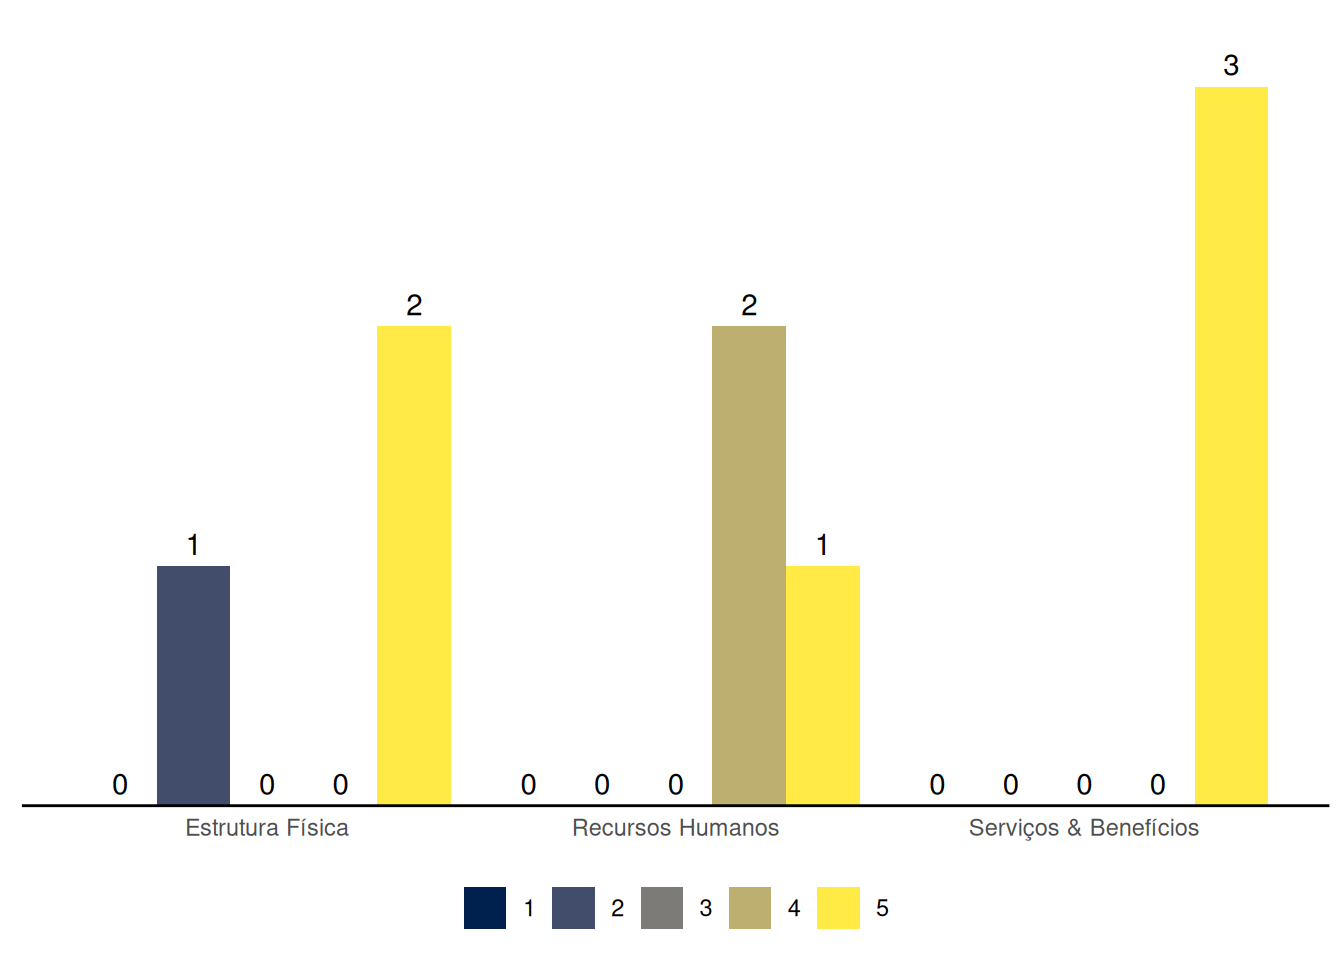 3
2 2
1 1
0 0 0 0 0 0 0 0 0 0
Estrutura Física Recursos Humanos Serviços & Benefícios
1 2 3 4 5